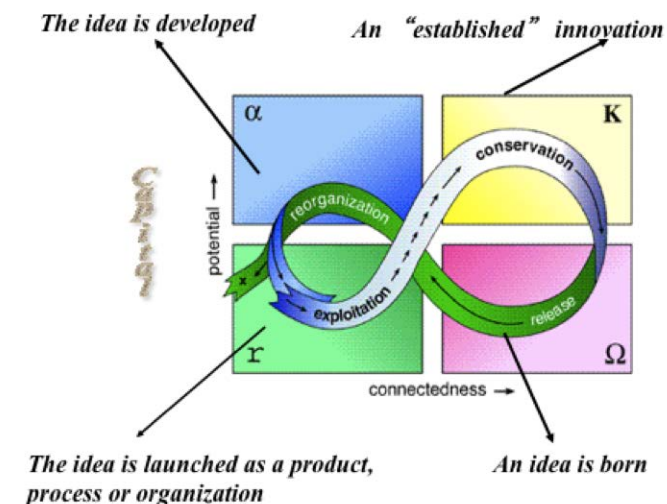 The idea is developed
An “established” innovation
α
K
conservation
reorganization
potential →
x
exploitation
release
r
Ω
connectedness →
The idea is launched as a product,
process or organization
An idea is born